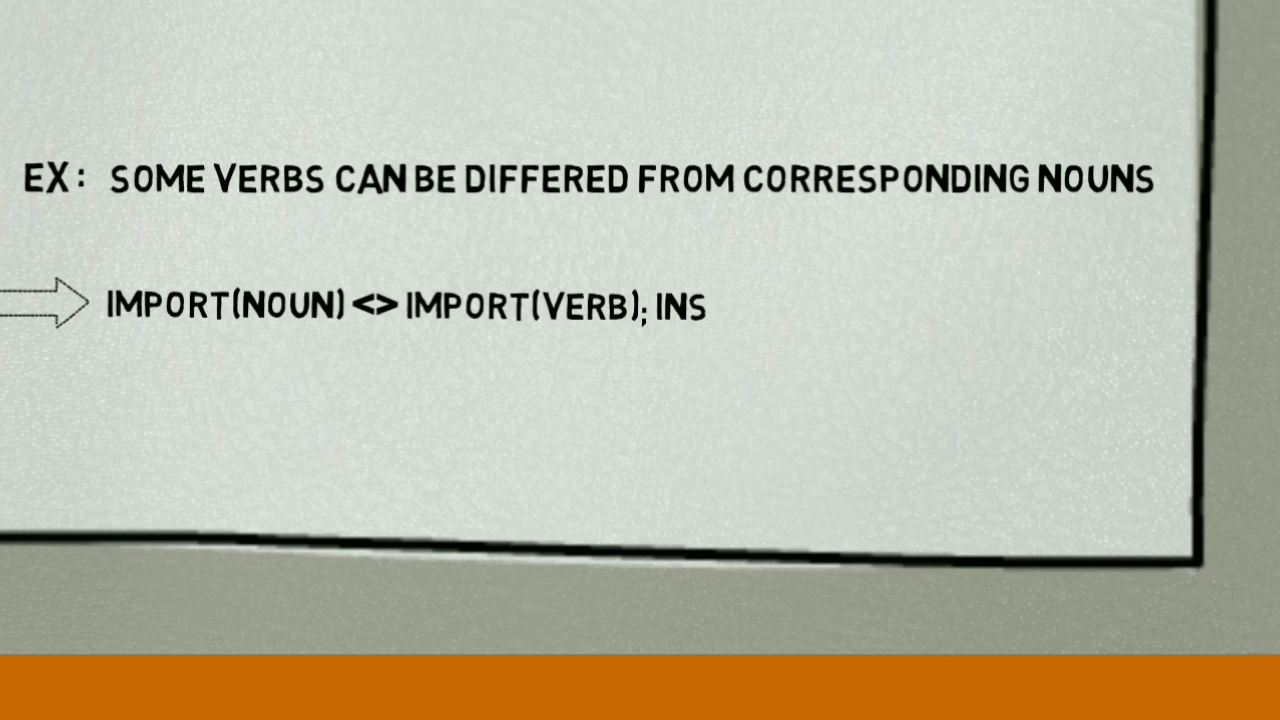 EX: SOME VERBS CAN BE DIFFERED FROM CORRESPONDING NOUNS
IMPORT(NOUN) <> IMPORT(VERB); INS